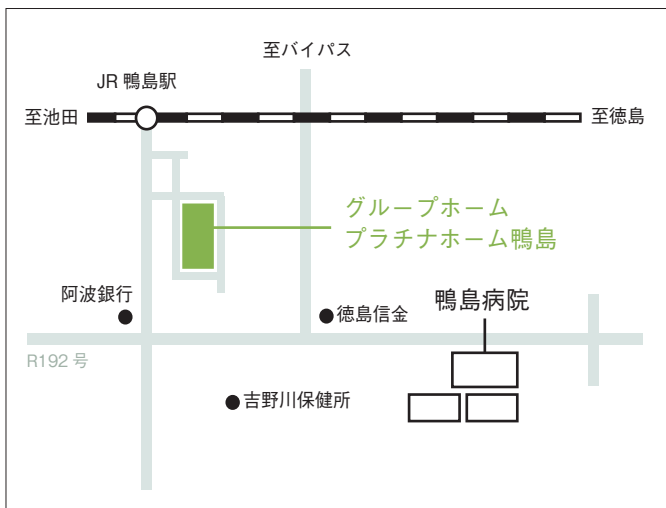 至バイパス
JR 鴨島駅
至池田
至徳島
グループホーム
プラチナホーム鴨島
阿波銀行
徳島信金
鴨島病院
R192 号
吉野川保健所